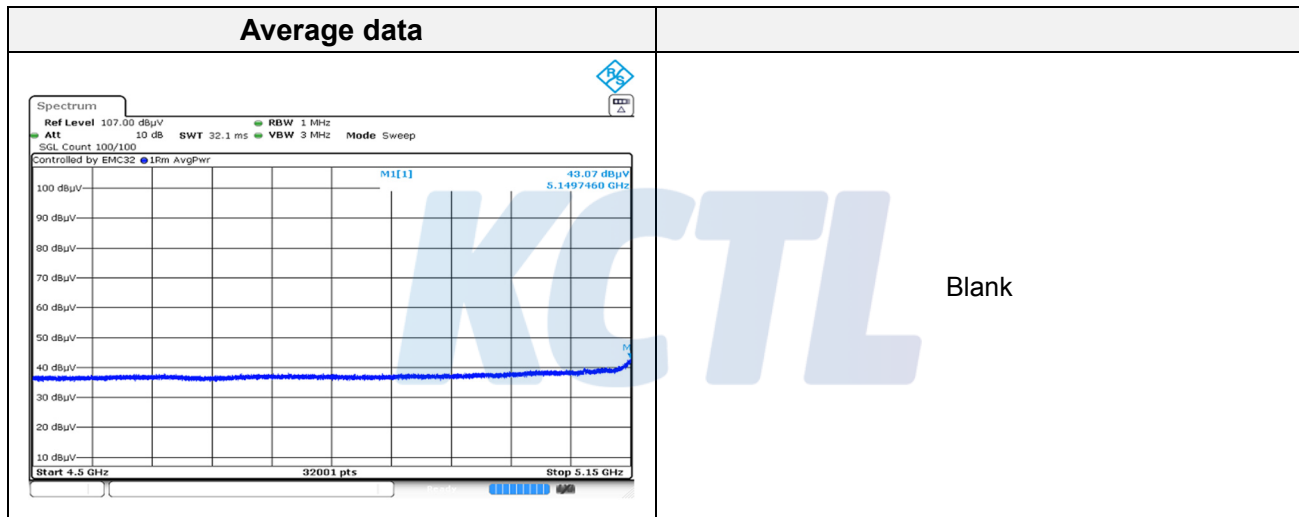 Average data
R&S
Spectrum
Ref Level 107.00 dBµV RBW 1 MHz
Att 10 dB SWT 32.1 ms VBW 3 MHz Mode Sweep
SGL Count 100/100
Controlled by EMC32 1Rm AvgPwr
M1[1] 43.07 dBµV
5.1497460 GHz
100 dBµV
90 dBµV
80 dBµV
70 dBµV
60 dBµV
50 dBµV
M
40 dBµV
30 dBµV
20 dBµV
10 dBµV
Start 4.5 GHz 32001 pts Stop 5.15 GHz
Blank
KCTL